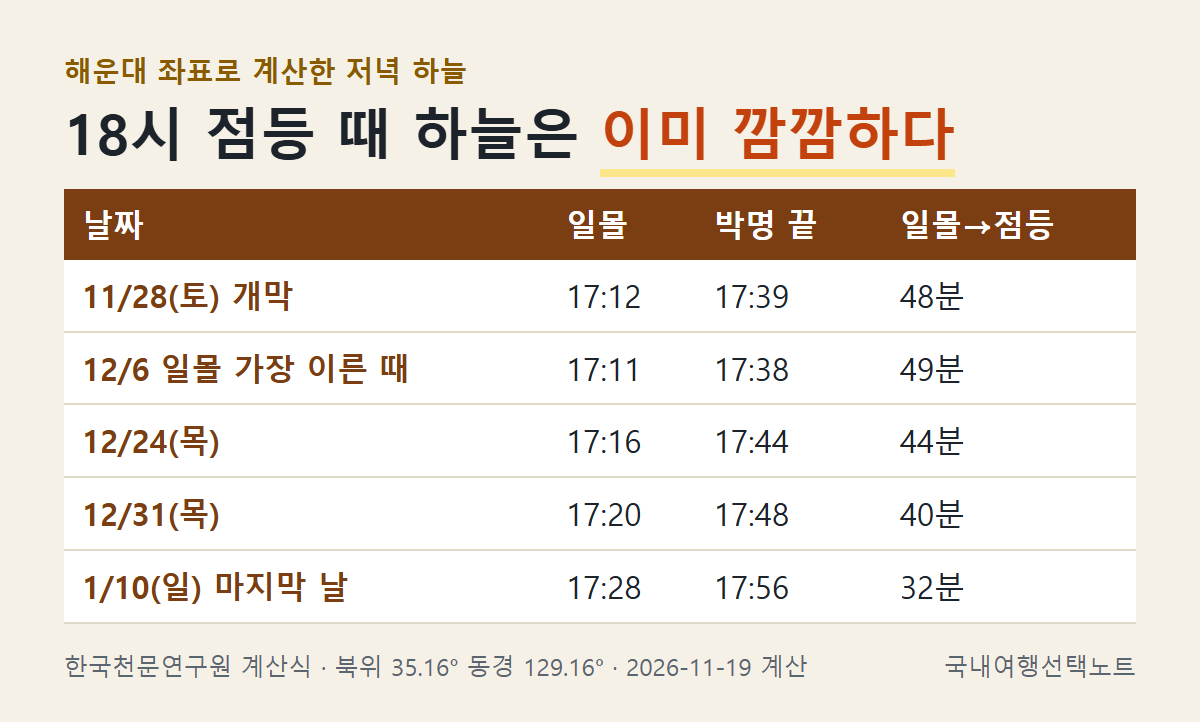 해운대 좌표로 계산한 저녁 하늘
18시 점등 때 하늘은 이미 깜깜하다
날짜 일몰 박명 끝 일몰→점등
11/28(토) 개막 17:12 17:39 48분
12/6 일몰 가장 이른 때 17:11 17:38 49분
12/24(목) 17:16 17:44 44분
12/31(목) 17:20 17:48 40분
1/10(일) 마지막 날 17:28 17:56 32분
한국천문연구원 계산식 · 북위 35.16° 동경 129.16° · 2026-11-19 계산 국내여행선택노트